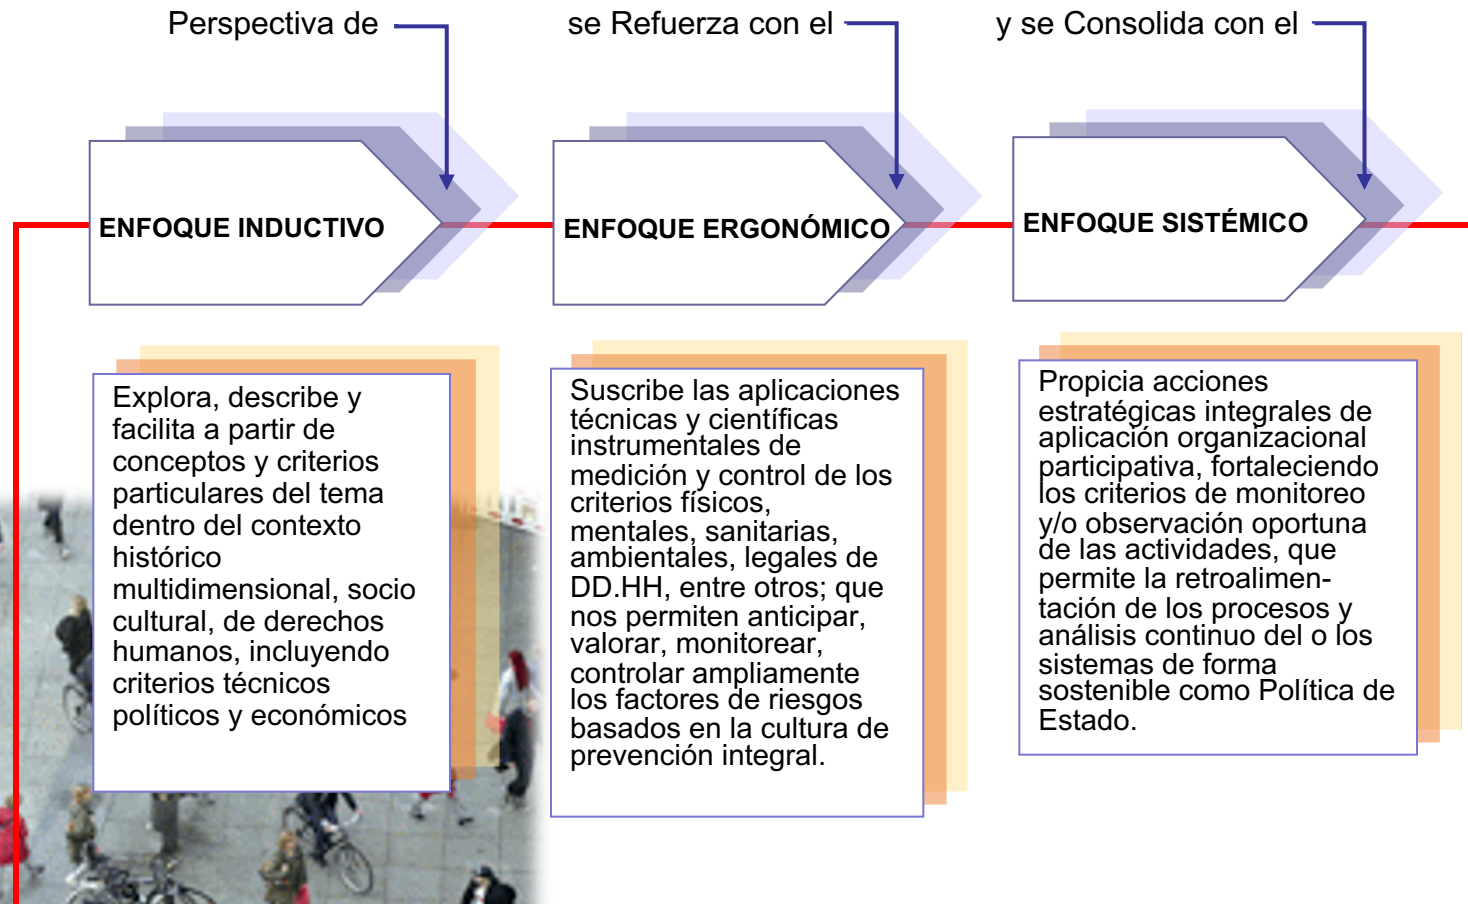 Perspectiva de
se Refuerza con el
y se Consolida con el
ENFOQUE INDUCTIVO
ENFOQUE ERGONÓMICO
ENFOQUE SISTÉMICO
Explora, describe y
facilita a partir de
conceptos y criterios
particulares del tema
dentro del contexto
histórico
multidimensional, socio
cultural, de derechos
humanos, incluyendo
criterios técnicos
políticos y económicos
Suscribe las aplicaciones
técnicas y científicas
instrumentales de
medición y control de los
criterios físicos,
mentales, sanitarias,
ambientales, legales de
DD.HH, entre otros; que
nos permiten anticipar,
valorar, monitorear,
controlar ampliamente
los factores de riesgos
basados en la cultura de
prevención integral.
Propicia acciones
estratégicas integrales de
aplicación organizacional
participativa, fortaleciendo
los criterios de monitoreo
y/o observación oportuna
de las actividades, que
permite la retroalimen-
tación de los procesos y
análisis continuo del o los
sistemas de forma
sostenible como Política de
Estado.